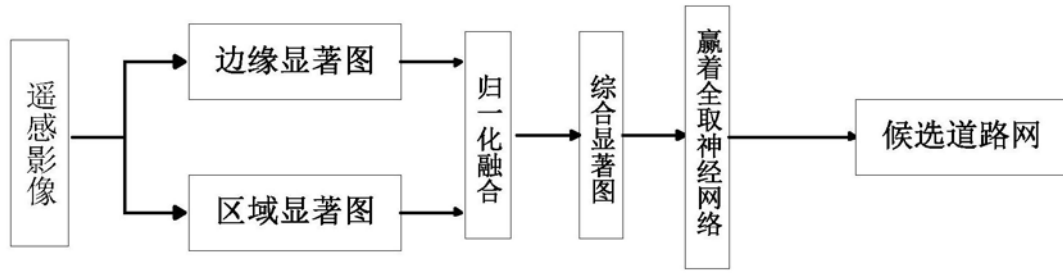 遥感影像
边缘显著图
区域显著图
归一化融合
综合显著图
赢着全取神经网络
候选道路网